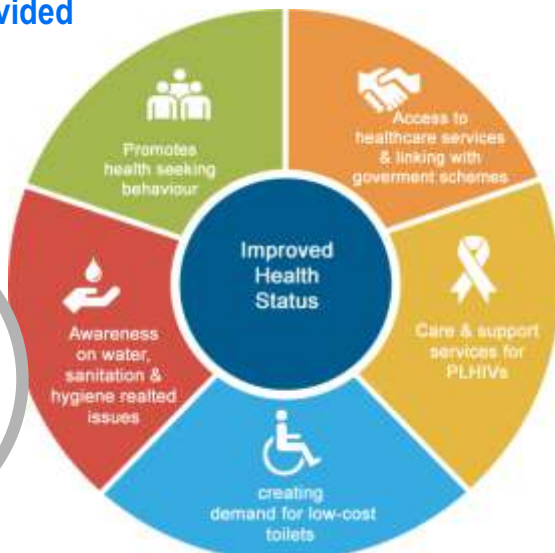 vided
Promotes
health seeking
behaviour
Access to
healthcare services
& linking with
goverment schemes
Improved
Health
Status
Awareness
on water,
sanitation &
hygiene realted
issues
Care & support
services for
PLHIVs
creating
demand for low-cost
toilets